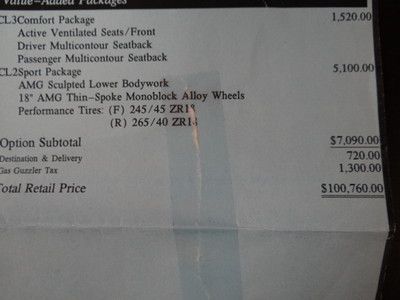 Value-Added Packages
CL3Comfort Package 1,520.00
Active Ventilated Seats/Front
Driver Multicontour Seatback
Passenger Multicontour Seatback
CL2Sport Package 5,100.00
AMG Sculpted Lower Bodywork
18" AMG Thin-Spoke Monoblock Alloy Wheels
Performance Tires: (F) 245/45 ZR18
(R) 265/40 ZR18
Option Subtotal $7,090.00
Destination & Delivery 720.00
Gas Guzzler Tax 1,300.00
Total Retail Price $100,760.00